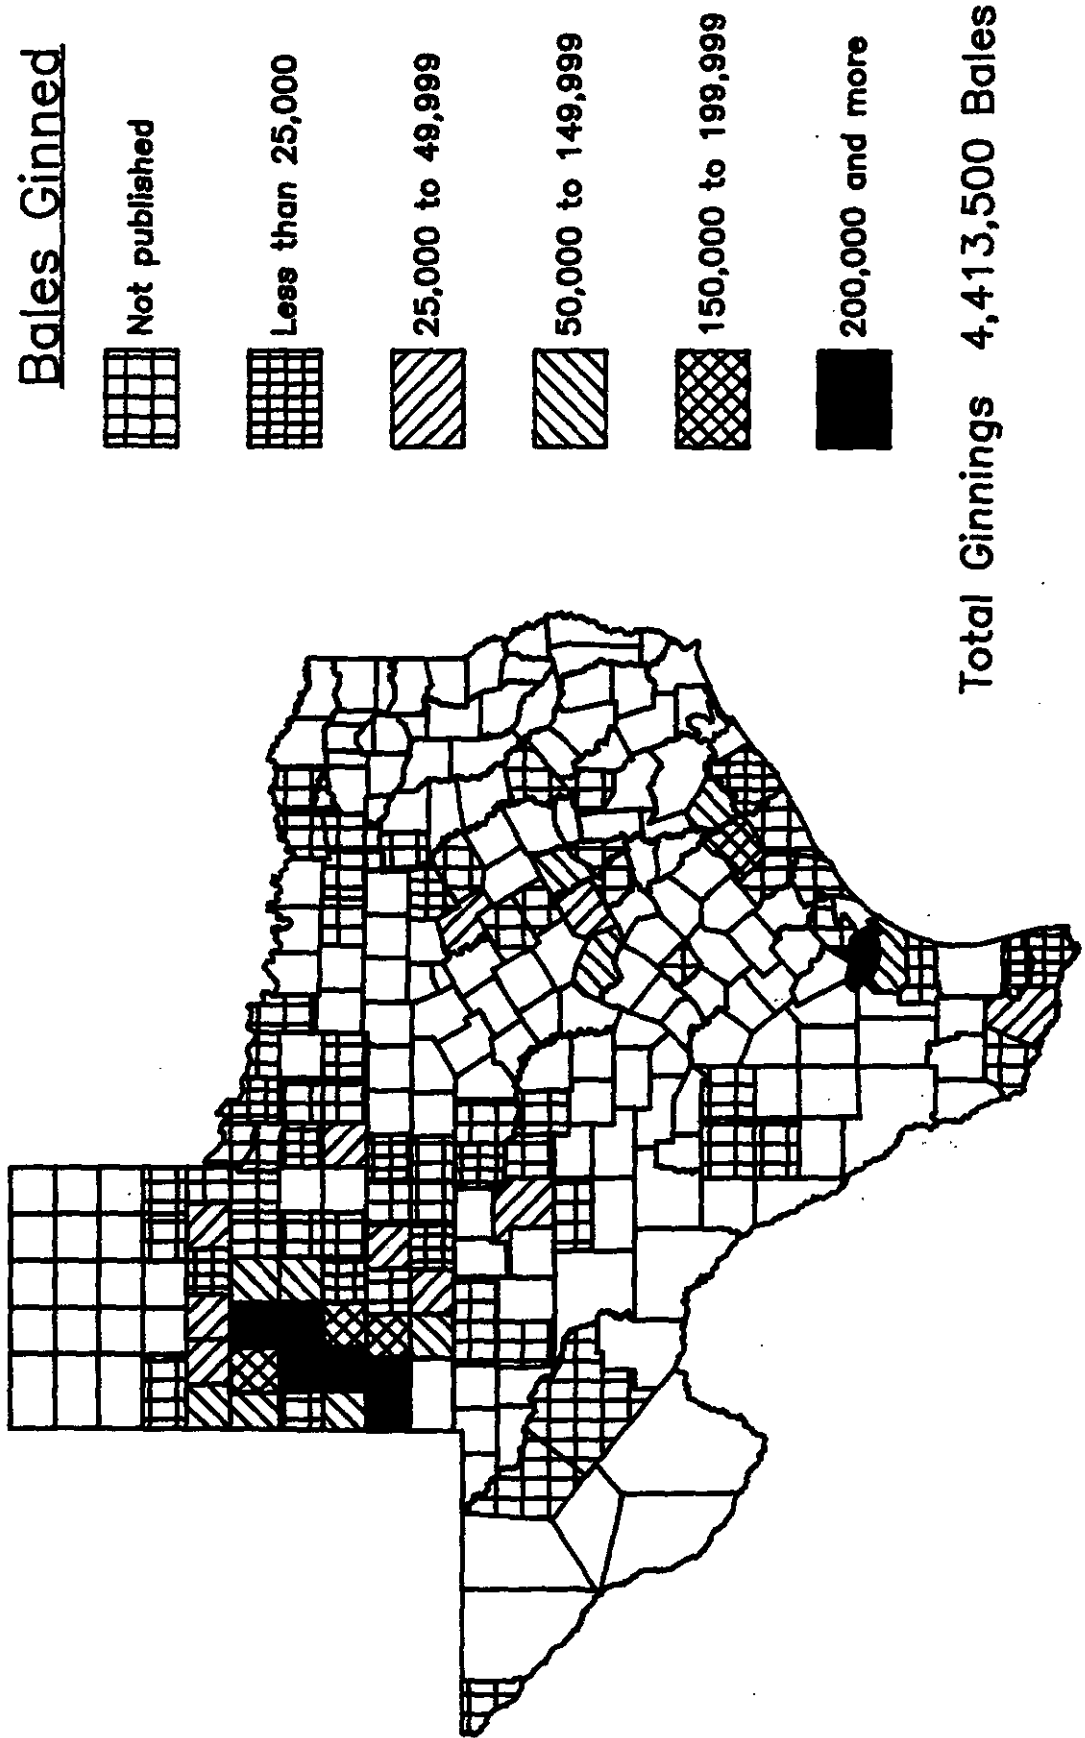 Bales Ginned
Not published
Less than 25,000
25,000 to 49,999
50,000 to 149,999
150,000 to 199,999
200,000 and more
Total Ginnings 4,413,500 Bales